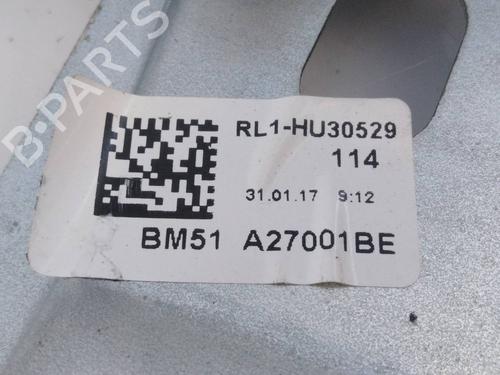 B-PARTS
RL1-HU30529
114
31.01.17 9:12
BM51 A27001BE